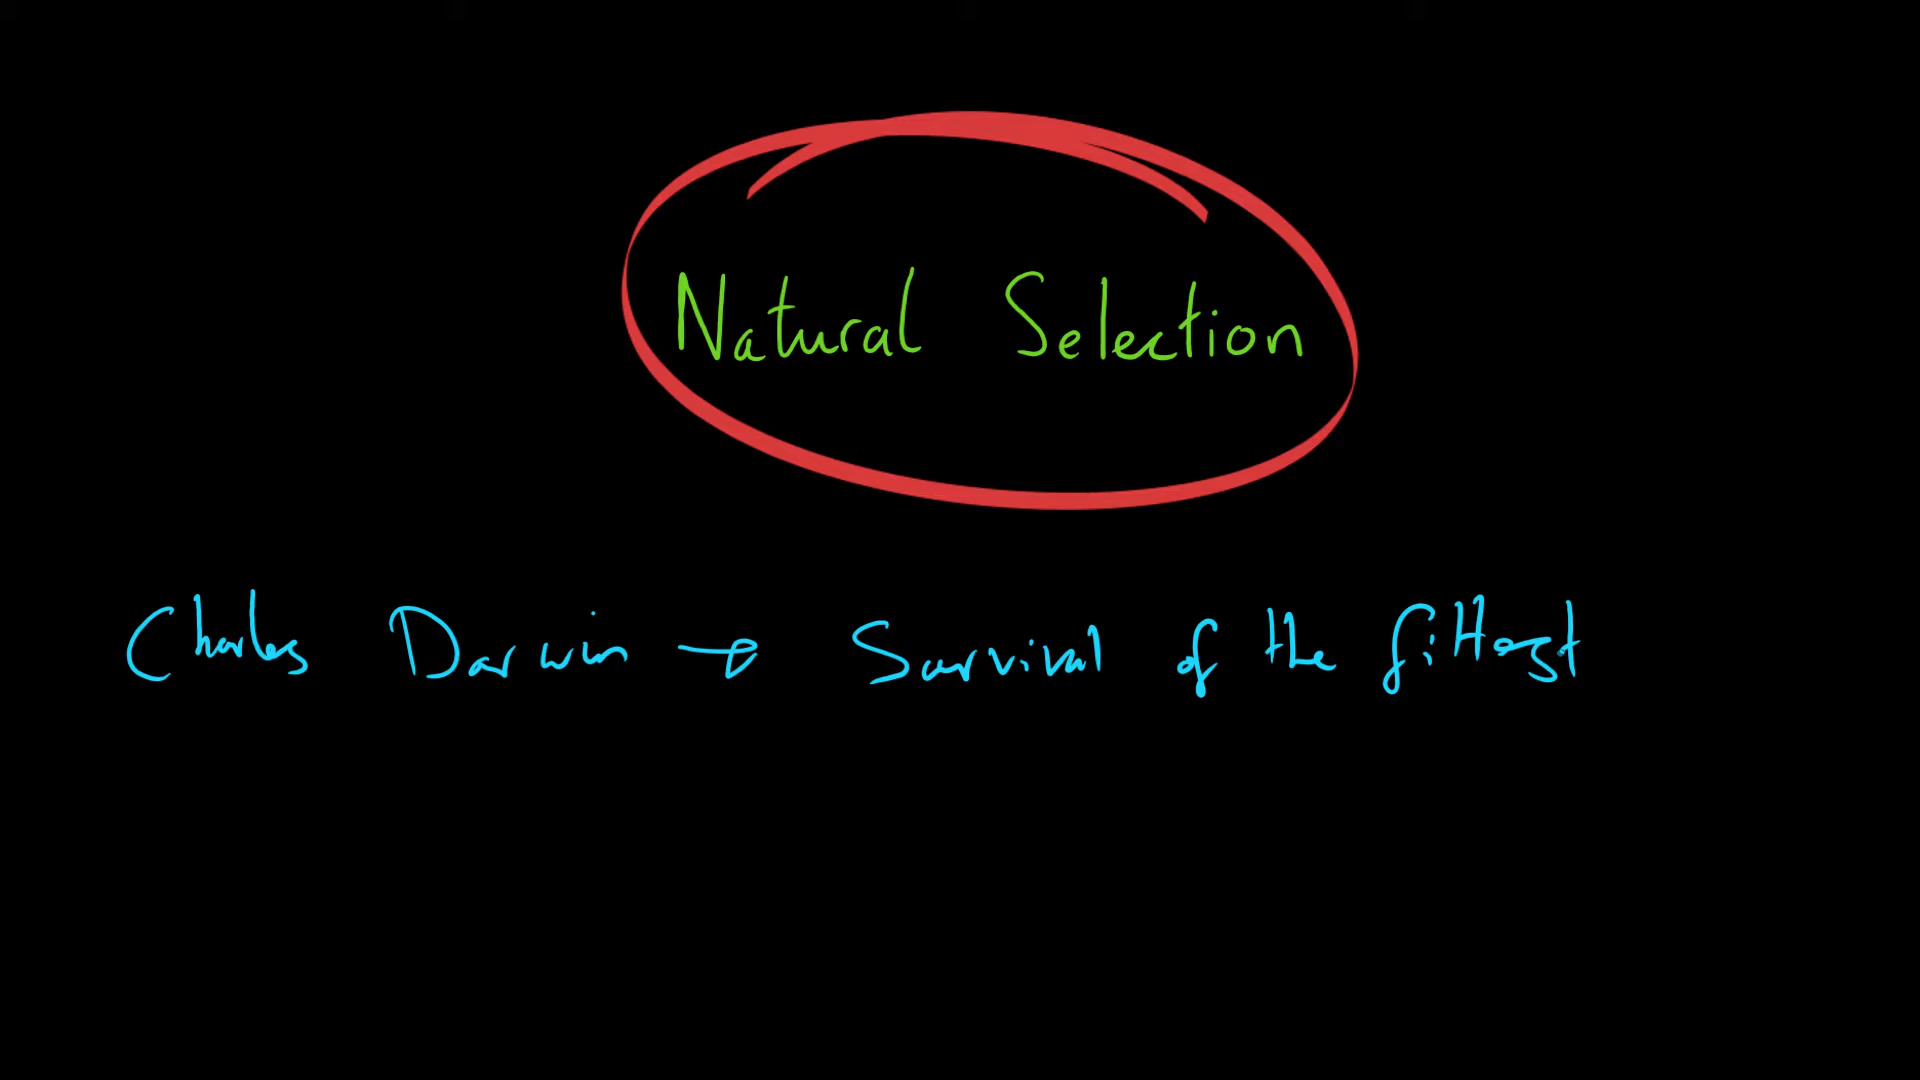 Natural Selection
Charles Darwin → Survival of the fittest